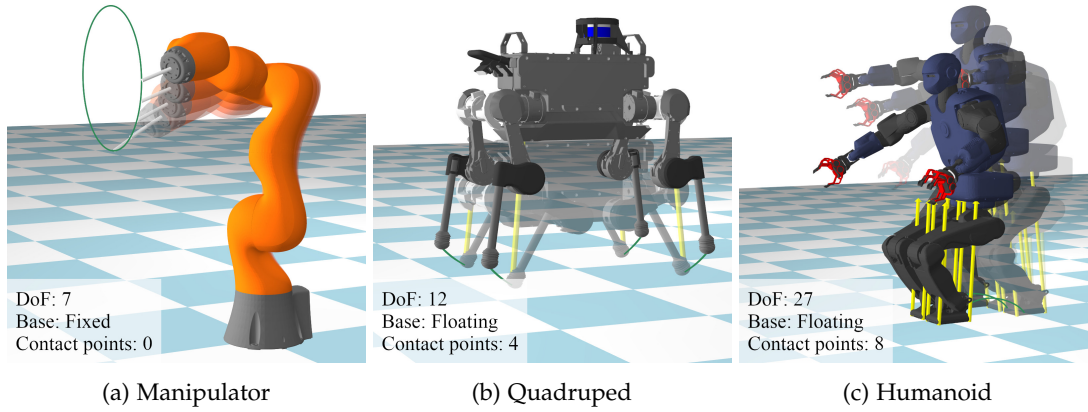 DoF: 7
Base: Fixed
Contact points: 0
DoF: 12
Base: Floating
Contact points: 4
DoF: 27
Base: Floating
Contact points: 8
(a) Manipulator
(b) Quadruped
(c) Humanoid